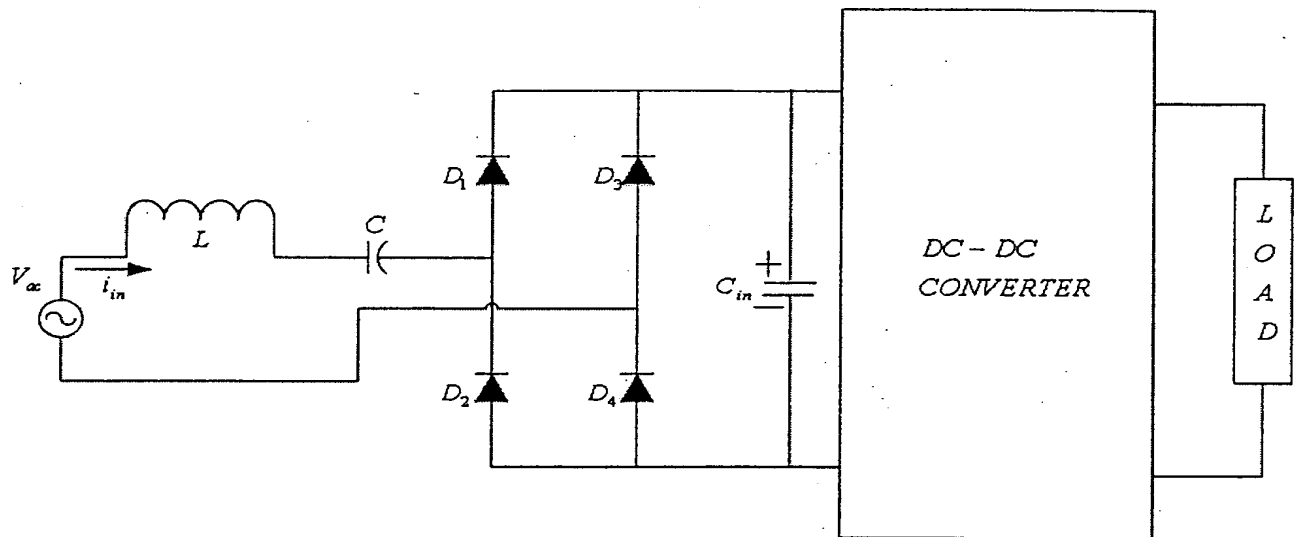 L
C
V_ac
i_in
D_1
D_3
D_2
D_4
C_in
+
DC-DC
CONVERTER
L
O
A
D